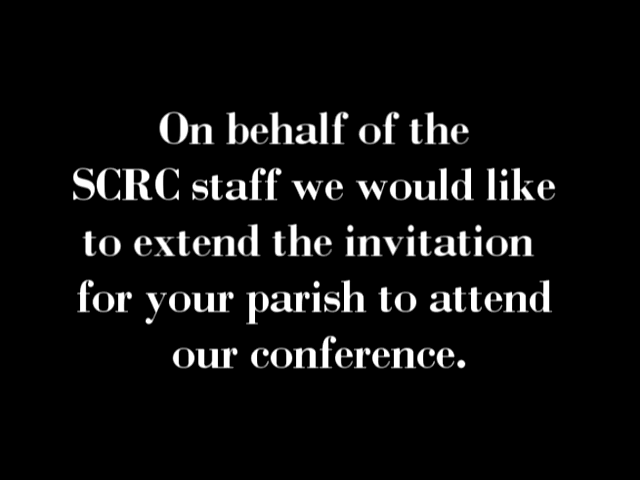 On behalf of the
SCRC staff we would like
to extend the invitation
for your parish to attend
our conference.